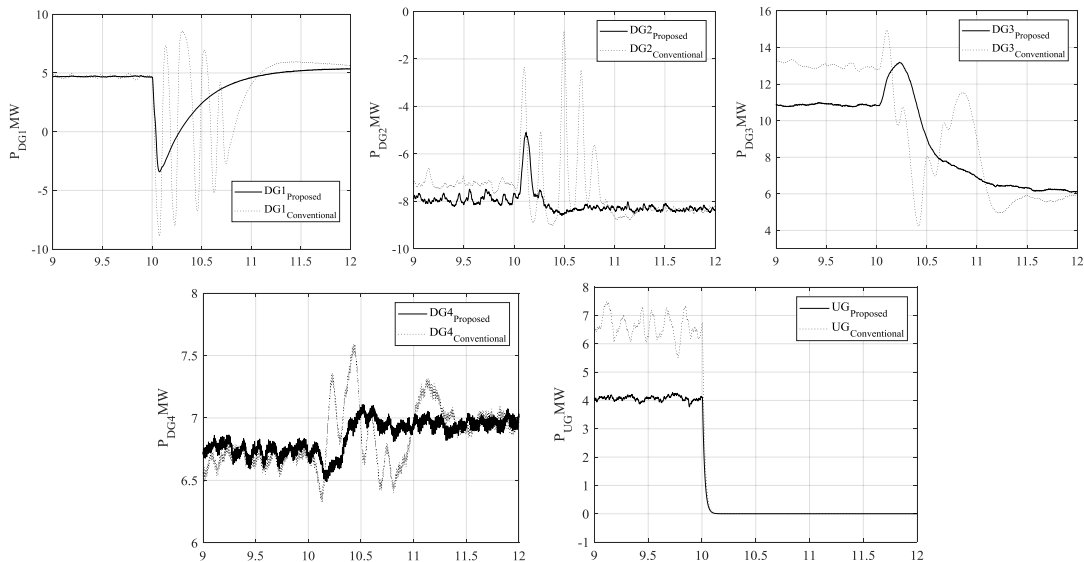 10
5
0
-5
-10
P_DG1 MW
DG1_Proposed
DG1_Conventional
9 9.5 10 10.5 11 11.5 12
0
-2
-4
-6
-8
-10
P_DG2 MW
DG2_Proposed
DG2_Conventional
9 9.5 10 10.5 11 11.5 12
16
14
12
10
8
6
4
P_DG3 MW
DG3_Proposed
DG3_Conventional
9 9.5 10 10.5 11 11.5 12
8
7.5
7
6.5
6
P_DG4 MW
DG4_Proposed
DG4_Conventional
9 9.5 10 10.5 11 11.5 12
8
7
6
5
4
3
2
1
0
-1
P_UG MW
UG_Proposed
UG_Conventional
9 9.5 10 10.5 11 11.5 12